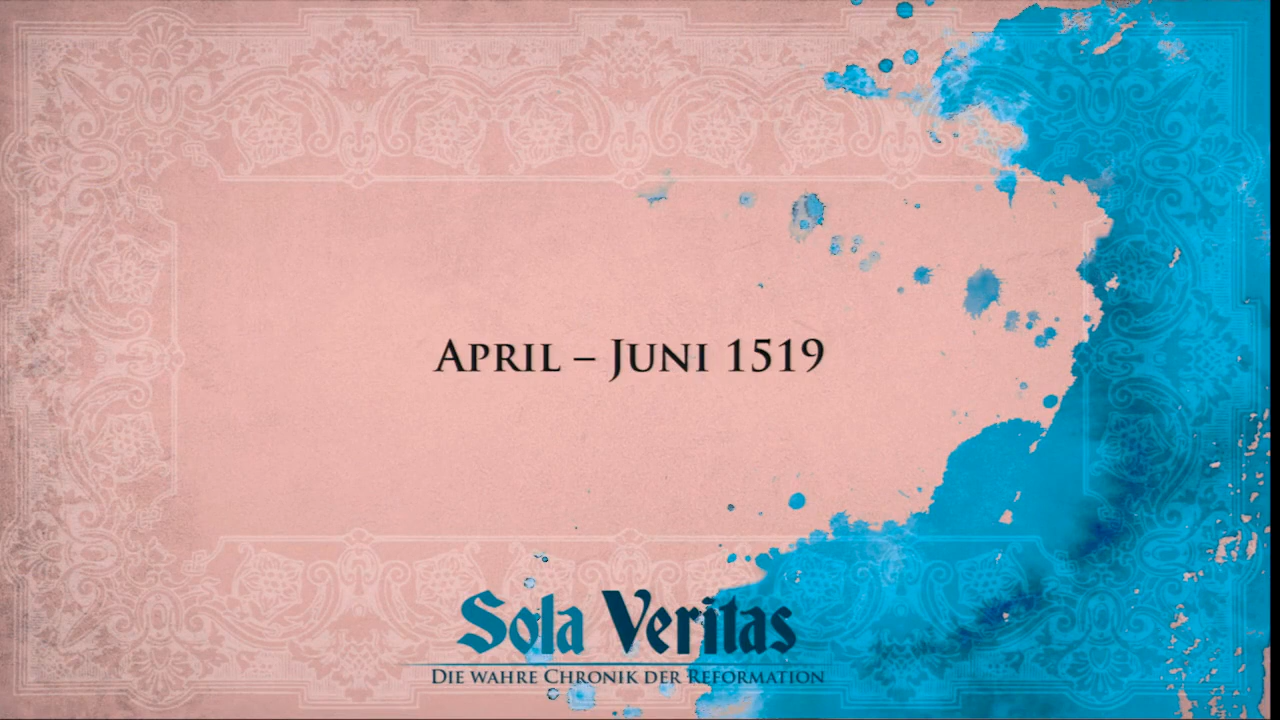 April – Juni 1519
Sola Veritas
Die wahre Chronik der Reformation